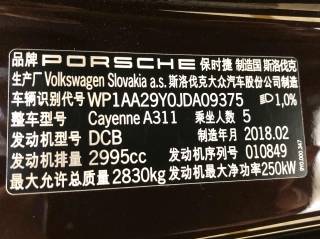 品牌 PORSCHE 保时捷 制造国 斯洛伐克
生产厂 Volkswagen Slovakia a.s. 斯洛伐克大众汽车股份公司制造
车辆识别代号 WP1AA29Y0JDA09375 1,0%
整车型号 Cayenne A311 乘坐人数 5
发动机型号 DCB 制造年月 2018.02
发动机排量 2995cc 发动机序列号 010849
最大允许总质量 2830kg 发动机最大净功率 250kW